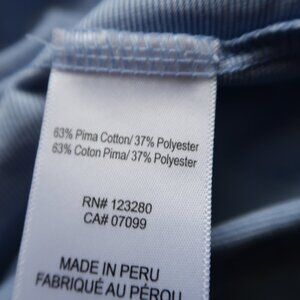 63% Pima Cotton/ 37% Polyester
63% Coton Pima/ 37% Polyester
RN# 123280
CA# 07099
MADE IN PERU
FABRIQUÉ AU PÉROU